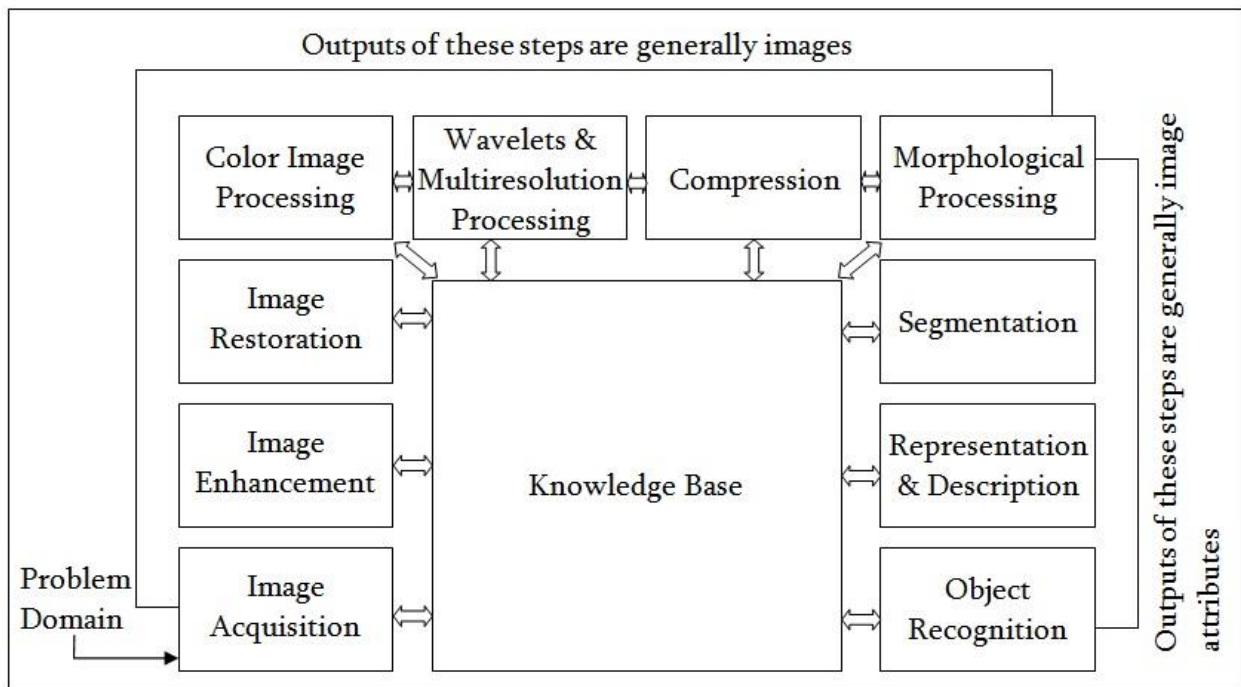 Outputs of these steps are generally images
Color Image
Processing
Wavelets &
Multiresolution
Processing
Compression
Morphological
Processing
Image
Restoration
Segmentation
Image
Enhancement
Knowledge Base
Representation
& Description
Problem
Domain
Image
Acquisition
Object
Recognition
Outputs of these steps are generally image
attributes